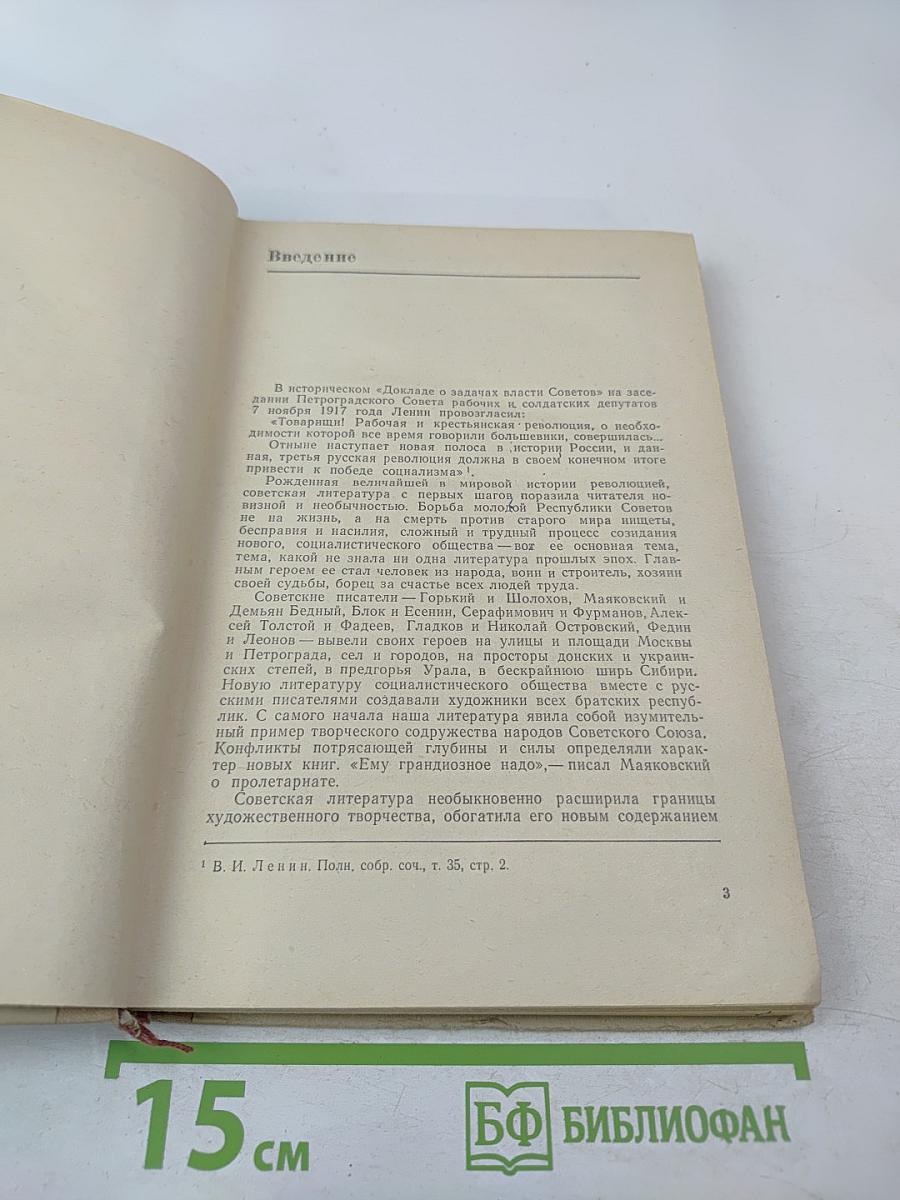 Введение
В историческом «Докладе о задачах власти Советов» на засе-
дании Петроградского Совета рабочих и солдатских депутатов
7 ноября 1917 года Ленин провозгласил:
«Товарищи! Рабочая и крестьянская революция, о необхо-
димости которой все время говорили большевики, совершилась...
Отныне наступает новая полоса в истории России, и дан-
ная, третья русская революция должна в своем конечном итоге
привести к победе социализма»¹.
Рожденная величайшей в мировой истории революцией,
советская литература с первых шагов поразила читателя но-
визной и необычностью. Борьба молодой Республики Советов
не на жизнь, а на смерть против старого мира нищеты,
бесправия и насилия, сложный и трудный процесс созидания
нового, социалистического общества — вот ее основная тема,
тема, какой не знала ни одна литература прошлых эпох. Глав-
ным героем ее стал человек из народа, воин и строитель, хозяин
своей судьбы, борец за счастье всех людей труда.
Советские писатели — Горький и Шолохов, Маяковский и
Демьян Бедный, Блок и Есенин, Серафимович и Фурманов, Алек-
сей Толстой и Фадеев, Гладков и Николай Островский, Федин
и Леонов — вывели своих героев на улицы и площади Москвы
и Петрограда, сел и городов, на просторы донских и украин-
ских степей, в предгорья Урала, в бескрайнюю ширь Сибири.
Новую литературу социалистического общества вместе с рус-
скими писателями создавали художники всех братских респуб-
лик. С самого начала наша литература явила собой изумитель-
ный пример творческого содружества народов Советского Союза.
Конфликты потрясающей глубины и силы определяли харак-
тер новых книг. «Ему грандиозное надо», — писал Маяковский
о пролетариате.
Советская литература необыкновенно расширила границы
художественного творчества, обогатила его новым содержанием
¹ В. И. Ленин. Полн. собр. соч., т. 35, стр. 2.
3
15 см
БФ БИБЛИОФАН